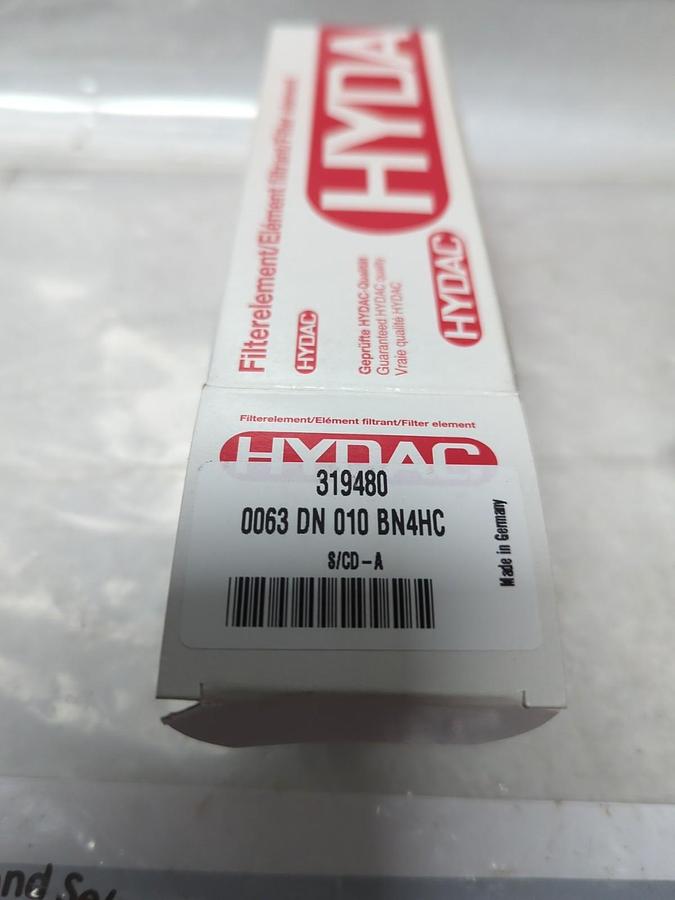 HYDAC
Filterelement/Elément filtrant/Filter element
HYDAC
HYDAC
Geprüfte HYDAC-Qualität
Guaranteed HYDAC quality
Vraie qualité HYDAC
Filterelement/Elément filtrant/Filter element
HYDAC
319480
0063 DN 010 BN4HC
S/CD-A
Made in Germany